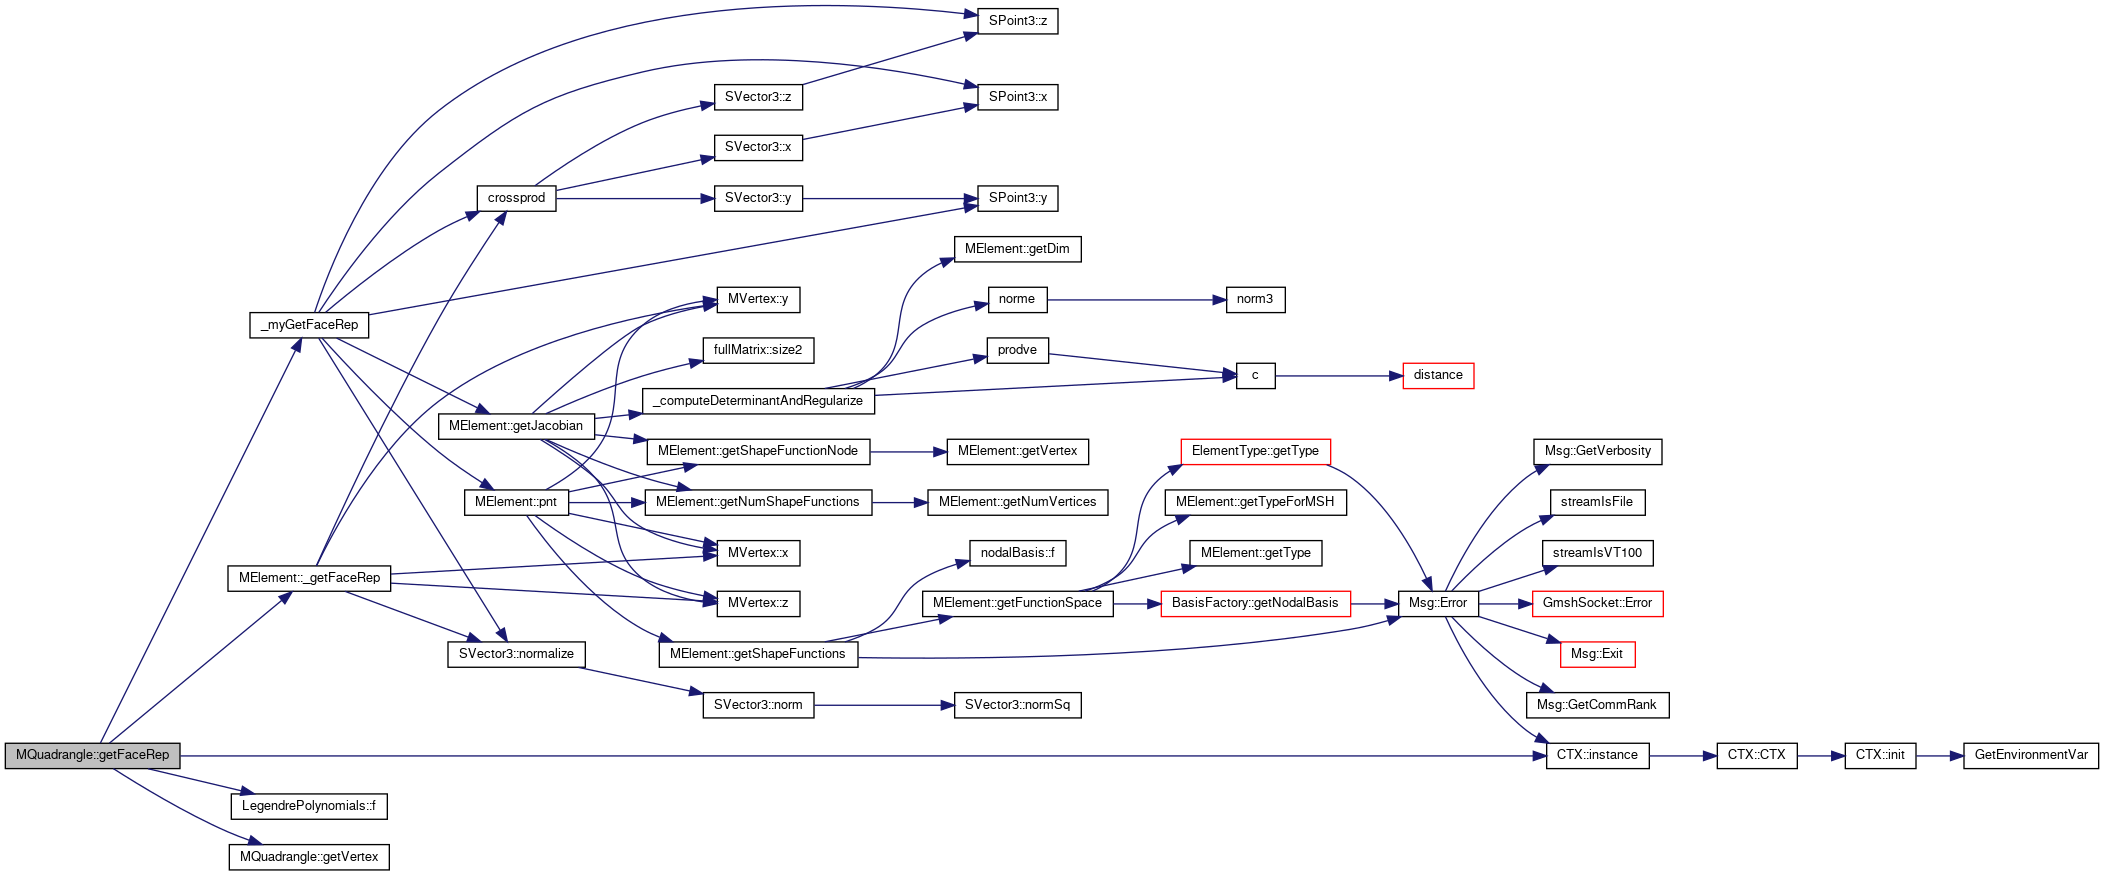 SPoint3::z
SVector3::z
SPoint3::x
SVector3::x
crossprod
SVector3::y
SPoint3::y
MElement::getDim
MVertex::y
norme
norm3
_myGetFaceRep
fullMatrix::size2
prodve
c
distance
_computeDeterminantAndRegularize
MElement::getJacobian
MElement::getShapeFunctionNode
MElement::getVertex
ElementType::getType
Msg::GetVerbosity
MElement::pnt
MElement::getNumShapeFunctions
MElement::getNumVertices
MElement::getTypeForMSH
streamIsFile
MVertex::x
nodalBasis::f
MElement::getType
streamIsVT100
MElement::_getFaceRep
MVertex::z
MElement::getFunctionSpace
BasisFactory::getNodalBasis
Msg::Error
GmshSocket::Error
SVector3::normalize
MElement::getShapeFunctions
Msg::Exit
SVector3::norm
SVector3::normSq
Msg::GetCommRank
MQuadrangle::getFaceRep
CTX::instance
CTX::CTX
CTX::init
GetEnvironmentVar
LegendrePolynomials::f
MQuadrangle::getVertex